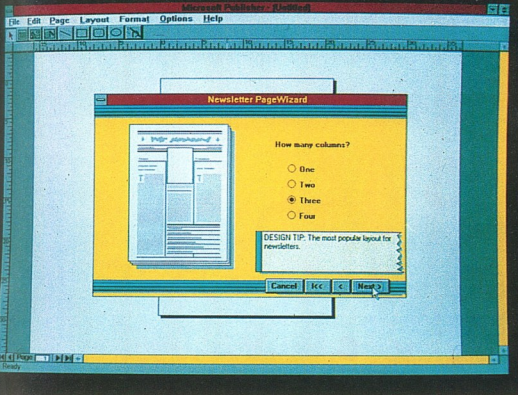 Microsoft Publisher - [Untitled]
File Edit Page Layout Format Options Help
Newsletter PageWizard
How many columns?
One
Two
Three
Four
DESIGN TIP: The most popular layout for
newsletters.
Cancel |<< < Next >
Page 1
Ready